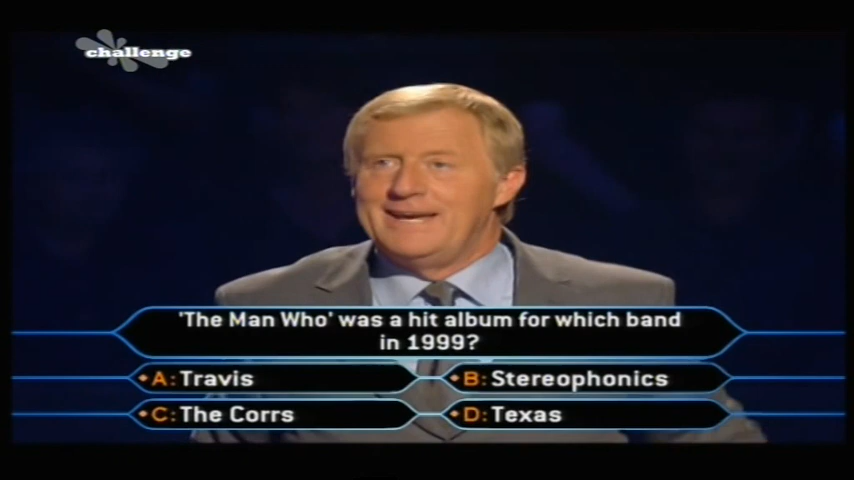 challenge
'The Man Who' was a hit album for which band
in 1999?
A: Travis
B: Stereophonics
C: The Corrs
D: Texas